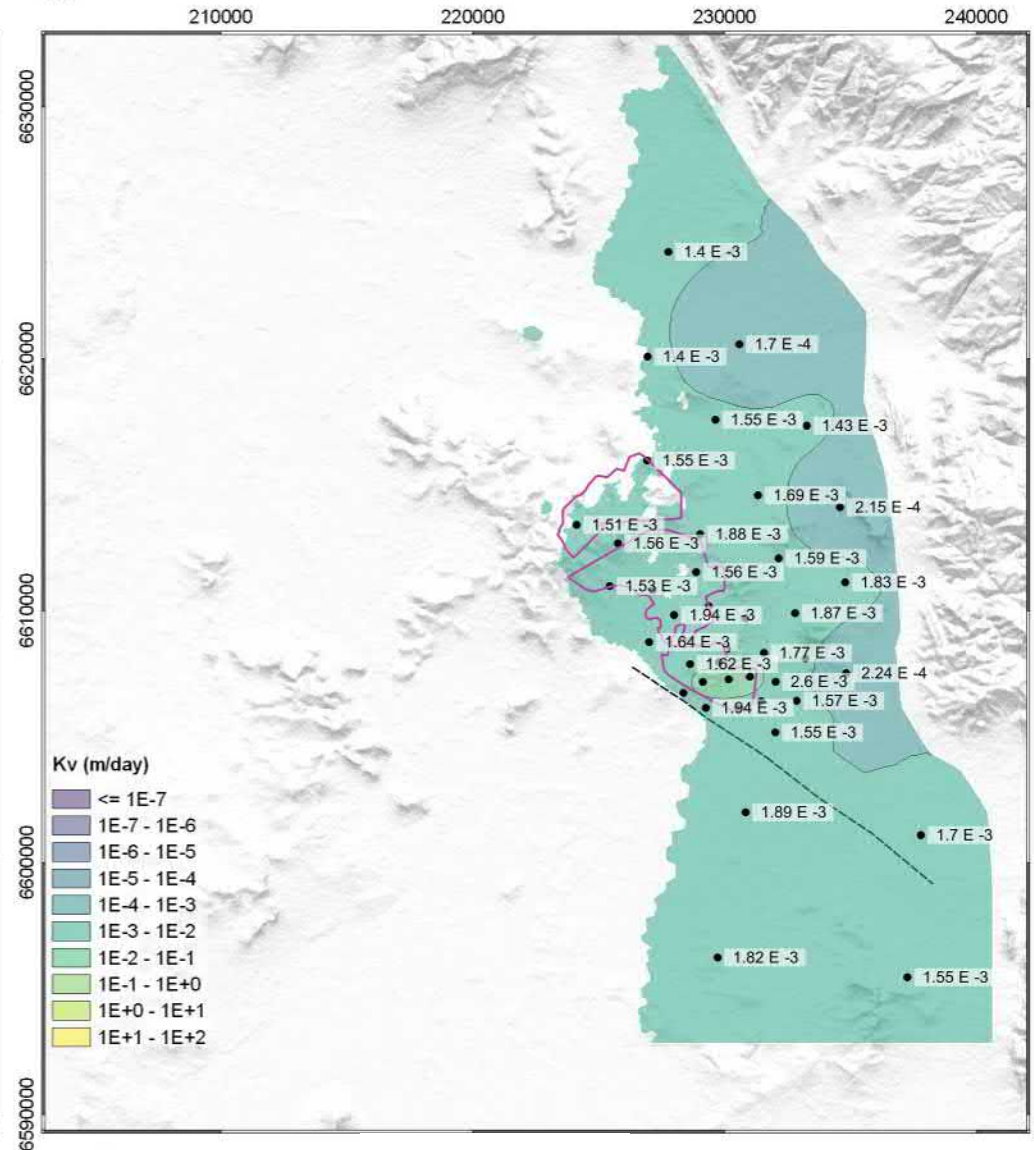 210000 220000 230000 240000
6630000
6620000
6610000
6600000
6590000
1.4 E -3
1.7 E -4
1.4 E -3
1.55 E -3
1.43 E -3
1.55 E -3
1.69 E -3
2.15 E -4
1.51 E -3
1.88 E -3
1.56 E -3
1.59 E -3
1.56 E -3
1.83 E -3
1.53 E -3
1.94 E -3
1.87 E -3
1.64 E -3
1.77 E -3
1.62 E -3
2.24 E -4
2.6 E -3
1.57 E -3
1.94 E -3
1.55 E -3
1.89 E -3
1.7 E -3
1.82 E -3
1.55 E -3
Kv (m/day)
<= 1E-7
1E-7 - 1E-6
1E-6 - 1E-5
1E-5 - 1E-4
1E-4 - 1E-3
1E-3 - 1E-2
1E-2 - 1E-1
1E-1 - 1E+0
1E+0 - 1E+1
1E+1 - 1E+2